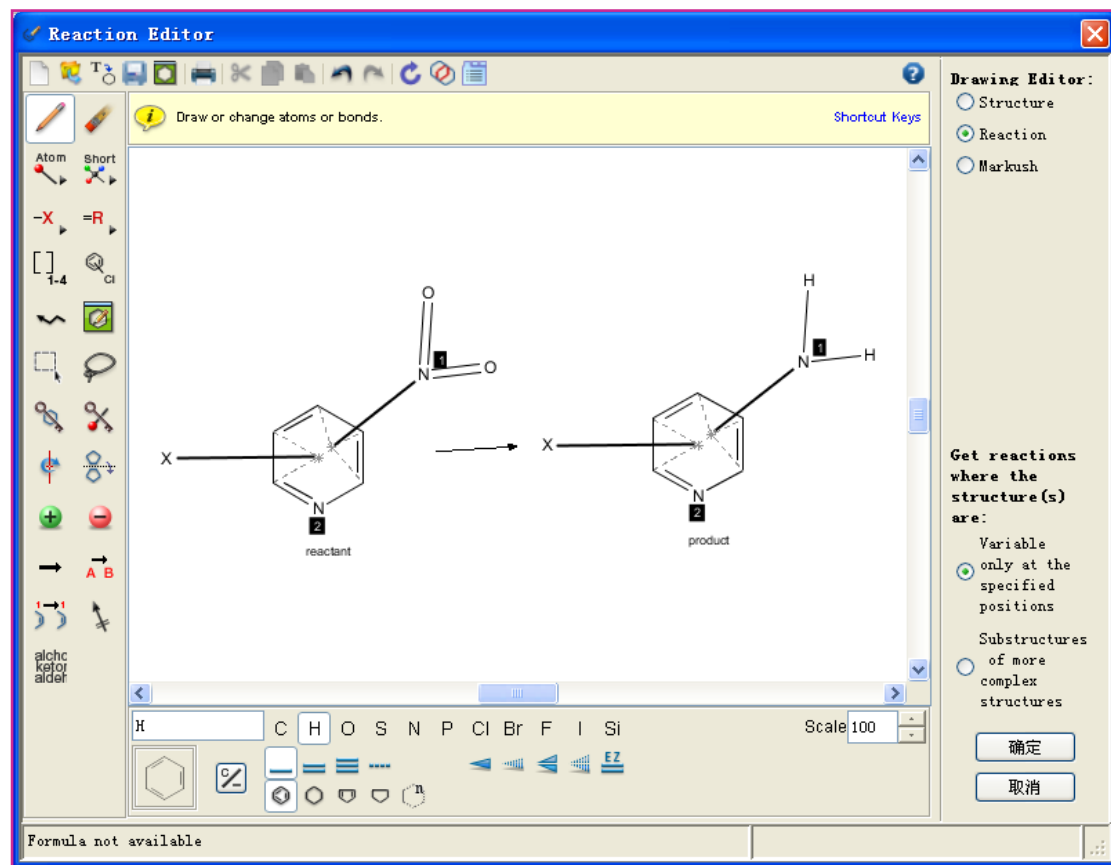 Reaction Editor
Drawing Editor:
Structure
Reaction
Markush
Draw or change atoms or bonds.
Shortcut Keys
Atom
Short
-X
=R
[ ]
1-4
Cl
A B
1 1
alcho
ketor
aldeh
O
O
N
1
X
N
2
reactant
H
H
N
1
X
N
2
product
Get reactions
where the
structure(s)
are:
Variable
only at the
specified
positions
Substructures
of more
complex
structures
确定
取消
H
C H O S N P Cl Br F I Si
Scale 100
C/–
EZ
n
Formula not available